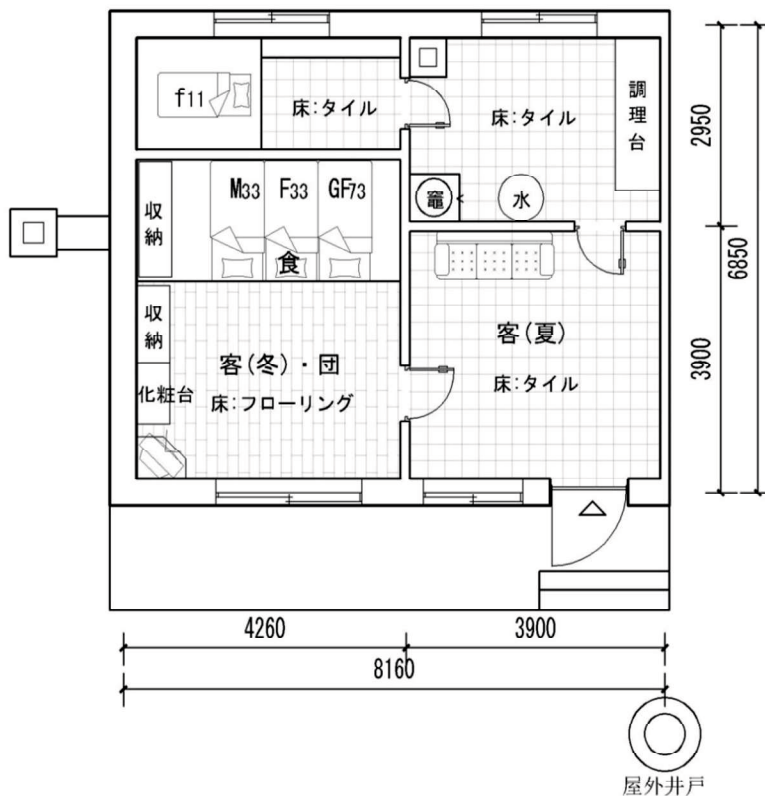 f11
床:タイル
床:タイル
調理台
2950
収納
M33 F33 GF73
竈
水
食
6850
収納
客(冬)・団
化粧台
床:フローリング
客(夏)
床:タイル
3900
4260
3900
8160
屋外井戸